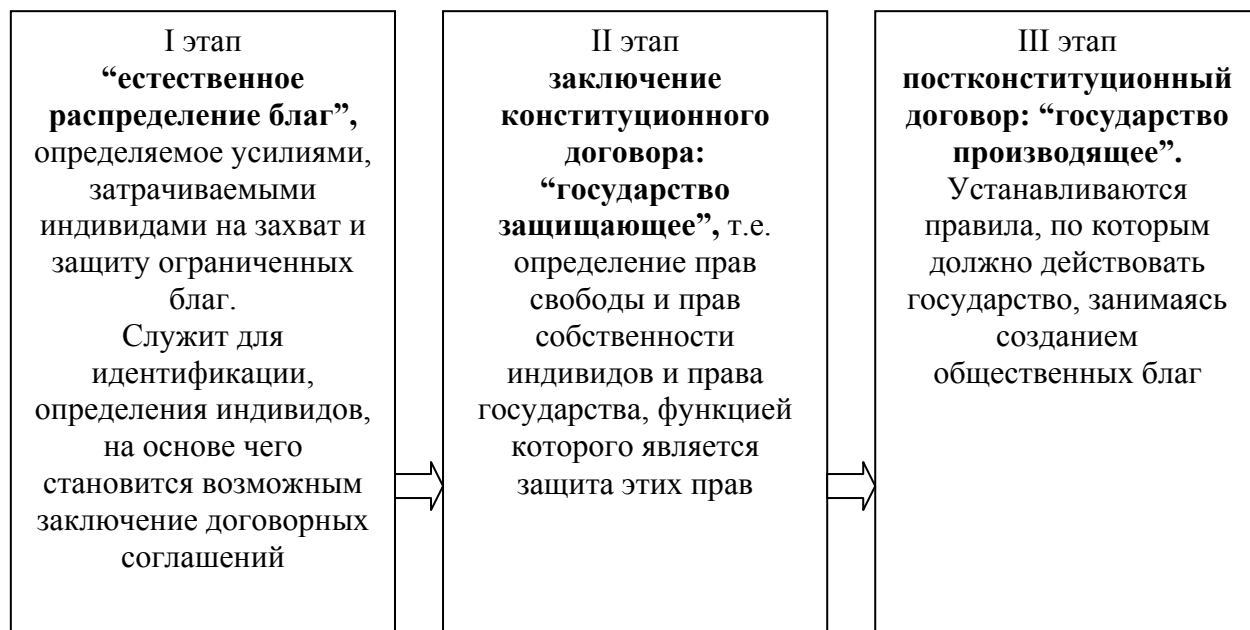 I этап
“естественное
распределение благ”,
определяемое усилиями,
затрачиваемыми
индивидами на захват и
защиту ограниченных
благ.
Служит для
идентификации,
определения индивидов,
на основе чего
становится возможным
заключение договорных
соглашений
II этап
заключение
конституционного
договора:
“государство
защищающее”, т.е.
определение прав
свободы и прав
собственности
индивидов и права
государства, функцией
которого является
защита этих прав
III этап
постконституционный
договор: “государство
производящее”.
Устанавливаются
правила, по которым
должно действовать
государство, занимаясь
созданием
общественных благ